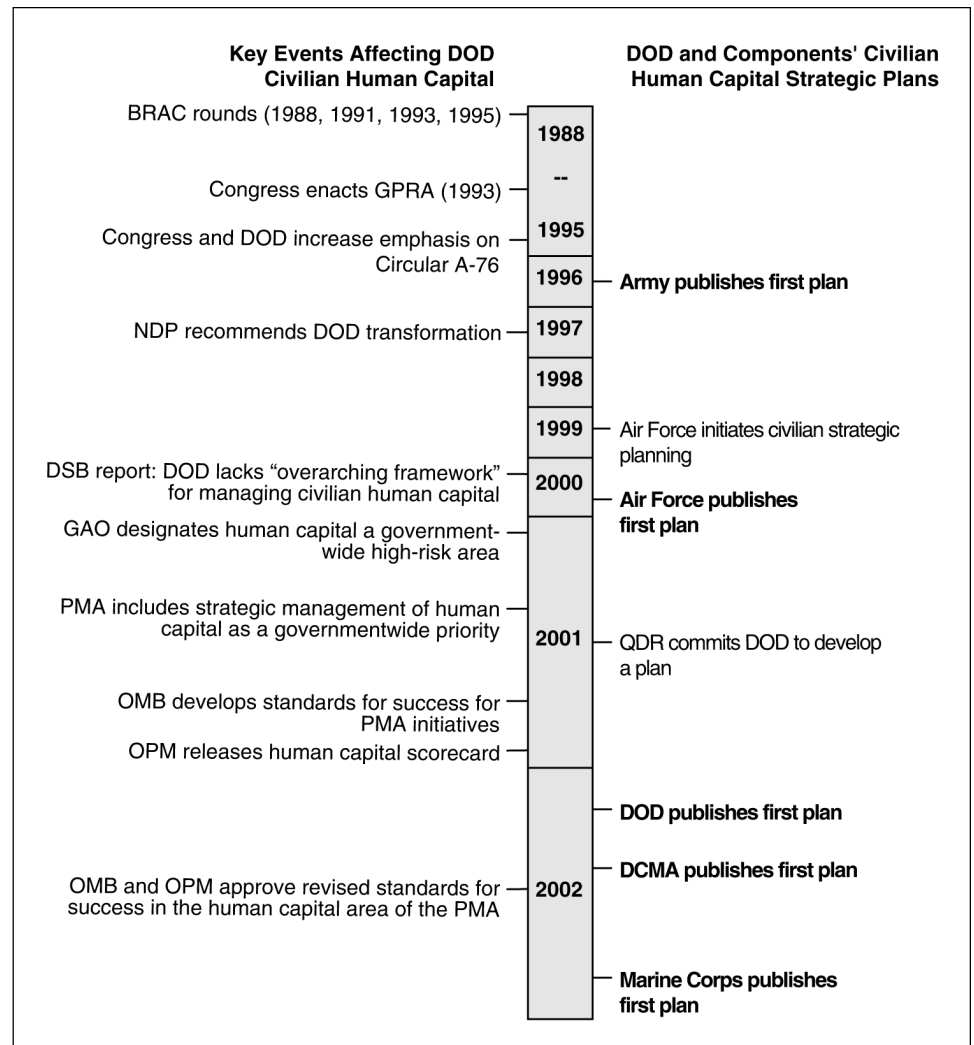 Key Events Affecting DOD
Civilian Human Capital
DOD and Components' Civilian
Human Capital Strategic Plans
BRAC rounds (1988, 1991, 1993, 1995)
1988
--
Congress enacts GPRA (1993)
1995
Congress and DOD increase emphasis on
Circular A-76
1996
Army publishes first plan
NDP recommends DOD transformation
1997
1998
1999
Air Force initiates civilian strategic
planning
DSB report: DOD lacks “overarching framework”
for managing civilian human capital
2000
Air Force publishes
first plan
GAO designates human capital a government-
wide high-risk area
PMA includes strategic management of human
capital as a governmentwide priority
2001
QDR commits DOD to develop
a plan
OMB develops standards for success for
PMA initiatives
OPM releases human capital scorecard
DOD publishes first plan
DCMA publishes first plan
OMB and OPM approve revised standards for
success in the human capital area of the PMA
2002
Marine Corps publishes
first plan